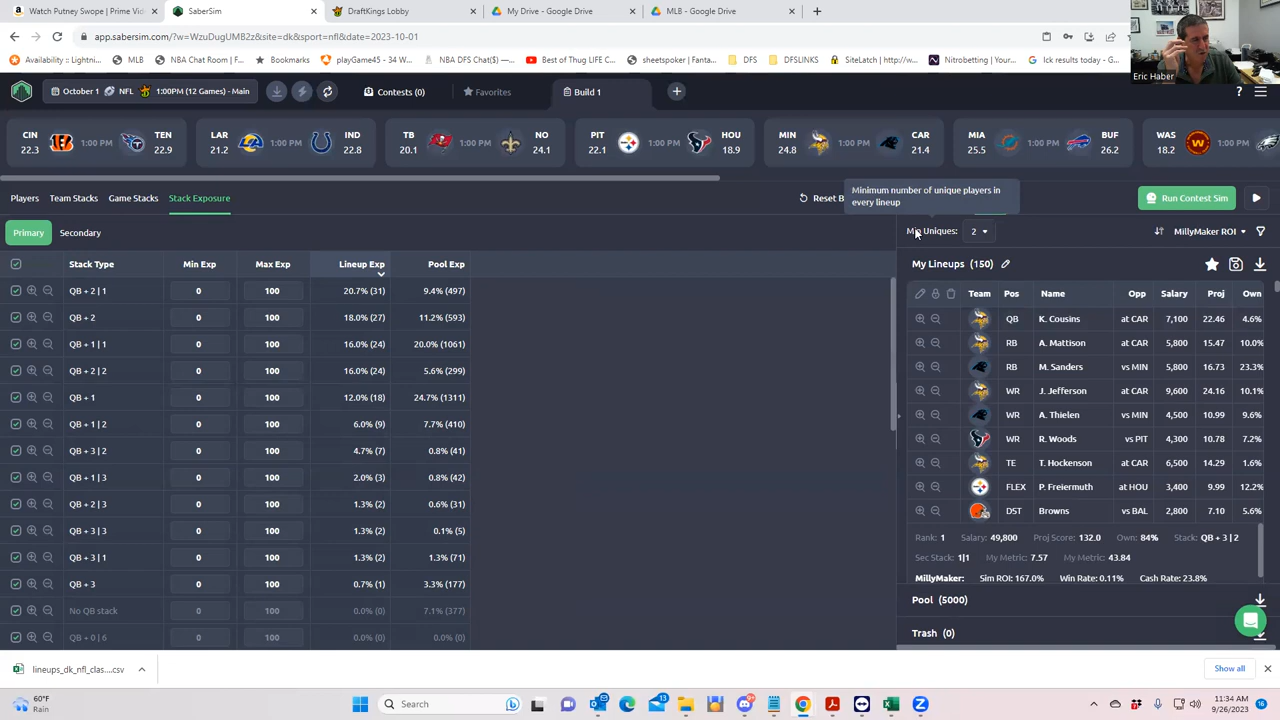 Watch Putney Swope | Prime Vid
SaberSim
DraftKings Lobby
My Drive - Google Drive
MLB - Google Drive
app.sabersim.com/?w=WzuDugUMB2z&site=dk&sport=nfl&date=2023-10-01
Availability :: Lightni...
MLB
NBA Chat Room | F...
Bookmarks
playGame45 - 34 W...
NBA DFS (Chat($)---...
Best of Thug LIFE C...
sheetspoker | Fanta...
DFS
DFSLINKS
SiteLatch | http://w...
Nitrobetting | Your...
Ick results today - G...
Eric Haber
October 1
NFL
1:00PM (12 Games) - Main
Contests (0)
Favorites
Build 1
CIN 1:00 PM TEN
22.3 22.9
LAR 1:00 PM IND
21.2 22.8
TB 1:00 PM NO
20.1 24.1
PIT 1:00 PM HOU
22.1 18.9
MIN 1:00 PM CAR
24.8 21.4
MIA 1:00 PM BUF
25.5 26.2
WAS 1:00 PM
18.2
Players
Team Stacks
Game Stacks
Stack Exposure
Reset B
Minimum number of unique players in
every lineup
Run Contest Sim
Primary
Secondary
Min Uniques: 2
MillyMaker ROI
Stack Type Min Exp Max Exp Lineup Exp Pool Exp
QB + 2 | 1 0 100 20.7% (31) 9.4% (497)
QB + 2 0 100 18.0% (27) 11.2% (593)
QB + 1 | 1 0 100 16.0% (24) 20.0% (1061)
QB + 2 | 2 0 100 16.0% (24) 5.6% (299)
QB + 1 0 100 12.0% (18) 24.7% (1311)
QB + 1 | 2 0 100 6.0% (9) 7.7% (410)
QB + 3 | 2 0 100 4.7% (7) 0.8% (41)
QB + 1 | 3 0 100 2.0% (3) 0.8% (42)
QB + 2 | 3 0 100 1.3% (2) 0.6% (31)
QB + 3 | 3 0 100 1.3% (2) 0.1% (5)
QB + 3 | 1 0 100 1.3% (2) 1.3% (71)
QB + 3 0 100 0.7% (1) 3.3% (177)
No QB stack 0 100 0.0% (0) 7.1% (377)
QB + 0 | 6 0 100 0.0% (0) 0.0% (0)
My Lineups (150)
Team Pos Name Opp Salary Proj Own
QB K. Cousins at CAR 7,100 22.46 4.6%
RB A. Mattison at CAR 5,800 15.47 10.0%
RB M. Sanders vs MIN 5,800 16.73 23.3%
WR J. Jefferson at CAR 9,600 24.16 10.1%
WR A. Thielen vs MIN 4,500 10.99 9.6%
WR R. Woods vs PIT 4,300 10.78 7.2%
TE T. Hockenson at CAR 6,500 14.29 1.6%
FLEX P. Freiermuth at HOU 3,400 9.99 12.2%
DST Browns vs BAL 2,800 7.10 5.6%
Rank: 1 Salary: 49,800 Proj Score: 132.0 Own: 84% Stack: QB + 3 | 2
Sec Stack: 1|1 My Metric: 7.57 My Metric: 43.84
MillyMaker: Sim ROI: 167.0% Win Rate: 0.11% Cash Rate: 23.8%
Pool (5000)
Trash (0)
lineups_dk_nfl_clas....csv
Show all
60°F
Rain
Search
11:34 AM
9/26/2023